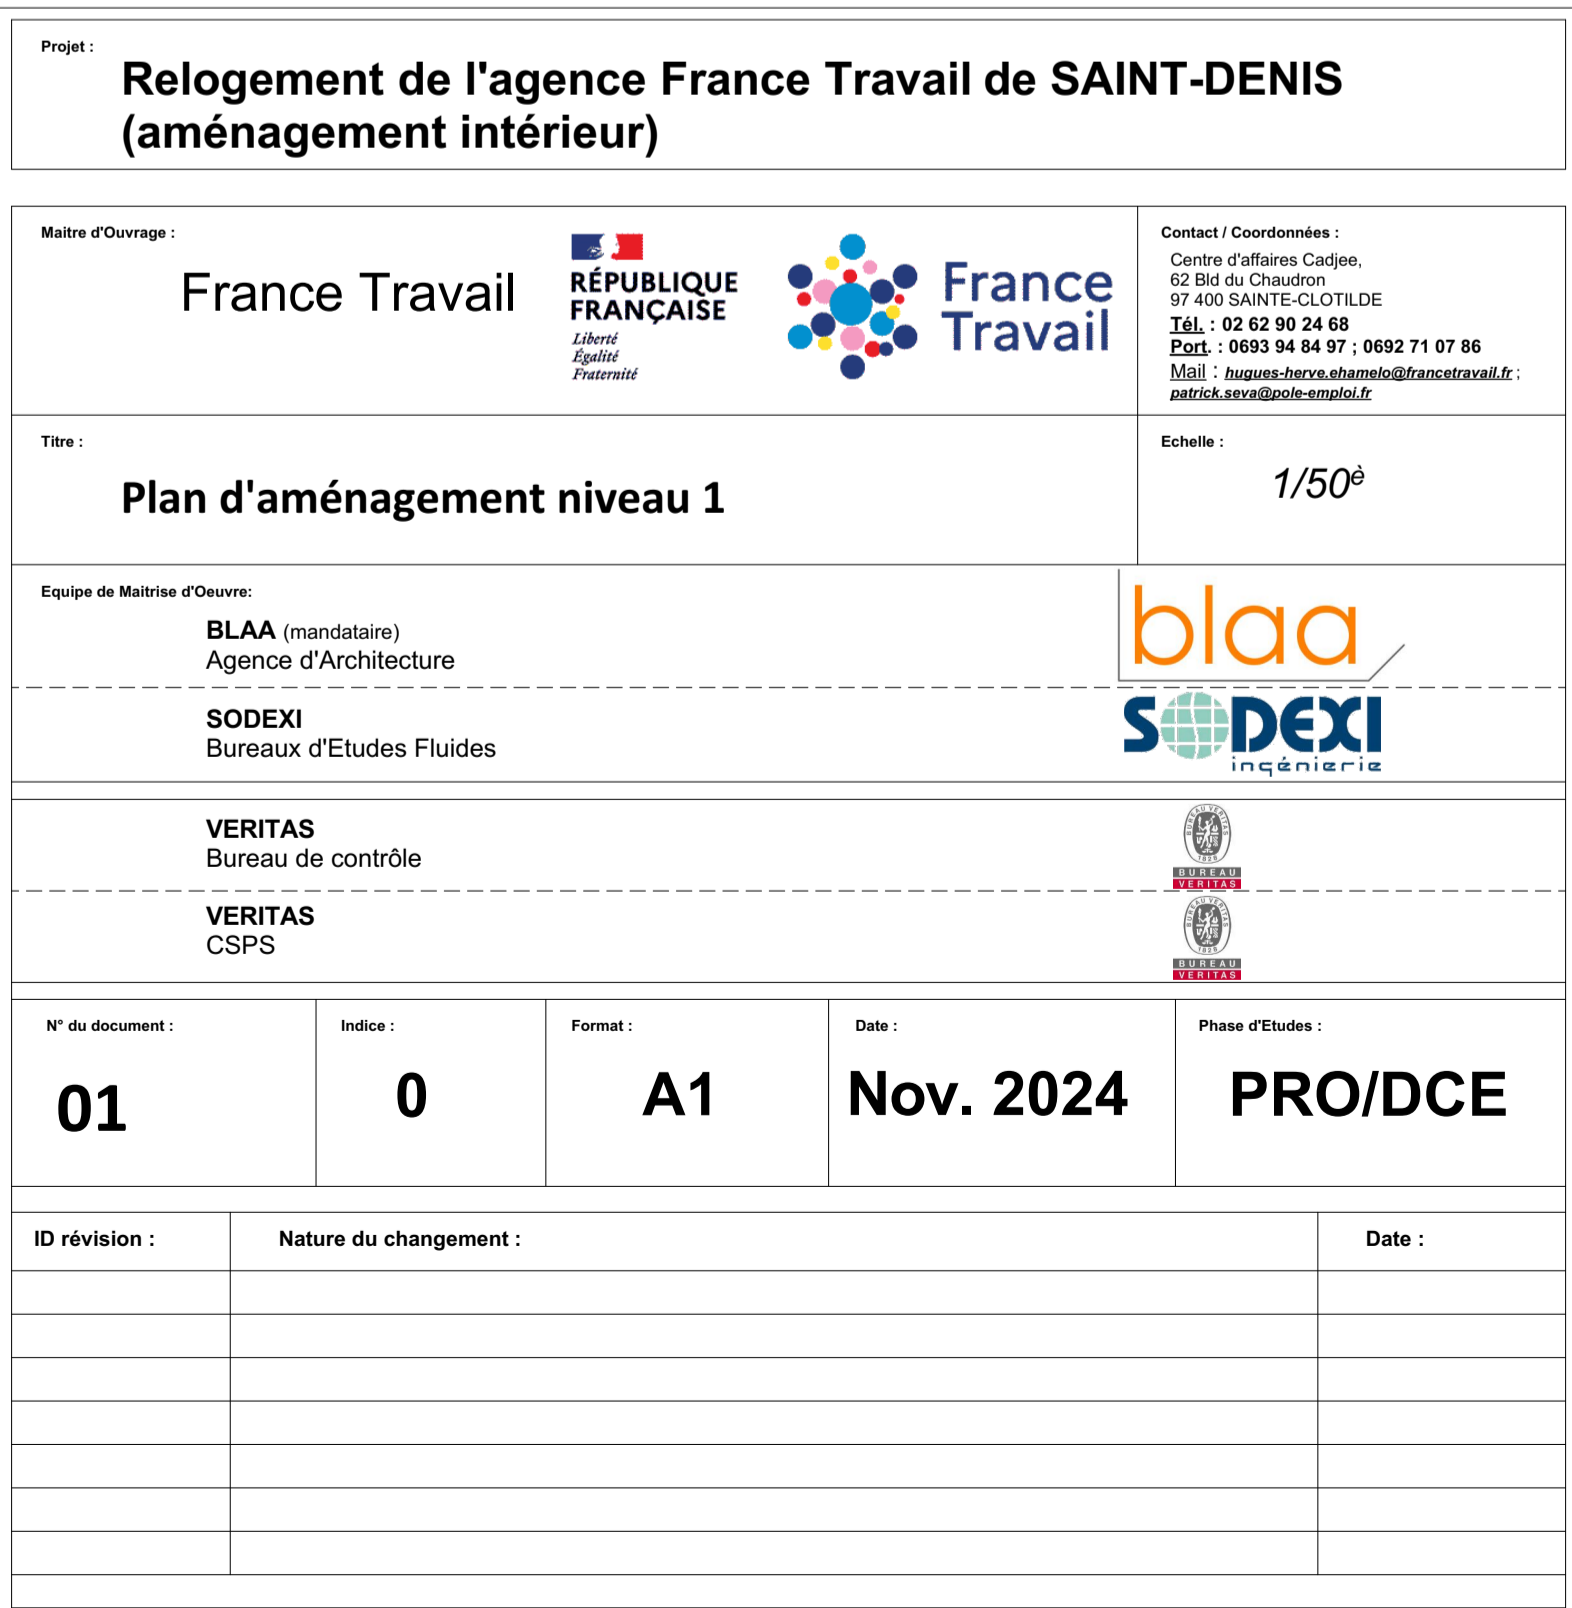 Projet :
Relogement de l'agence France Travail de SAINT-DENIS
(aménagement intérieur)
Maitre d'Ouvrage :
France Travail
RÉPUBLIQUE
FRANÇAISE
Liberté
Égalité
Fraternité
France
Travail
Contact / Coordonnées :
Centre d'affaires Cadjee,
62 Bld du Chaudron
97 400 SAINTE-CLOTILDE
Tél. : 02 62 90 24 68
Port. : 0693 94 84 97 ; 0692 71 07 86
Mail : hugues-herve.ehamelo@francetravail.fr ;
patrick.seva@pole-emploi.fr
Titre :
Plan d'aménagement niveau 1
Echelle :
1/50è
Equipe de Maitrise d'Oeuvre:
BLAA (mandataire)
Agence d'Architecture
blaa
SODEXI
Bureaux d'Etudes Fluides
SODEXI
ingénierie
VERITAS
Bureau de contrôle
BUREAU VERITAS
1828
BUREAU
VERITAS
VERITAS
CSPS
BUREAU VERITAS
1828
BUREAU
VERITAS
N° du document :
01
Indice :
0
Format :
A1
Date :
Nov. 2024
Phase d'Etudes :
PRO/DCE
ID révision :
Nature du changement :
Date :